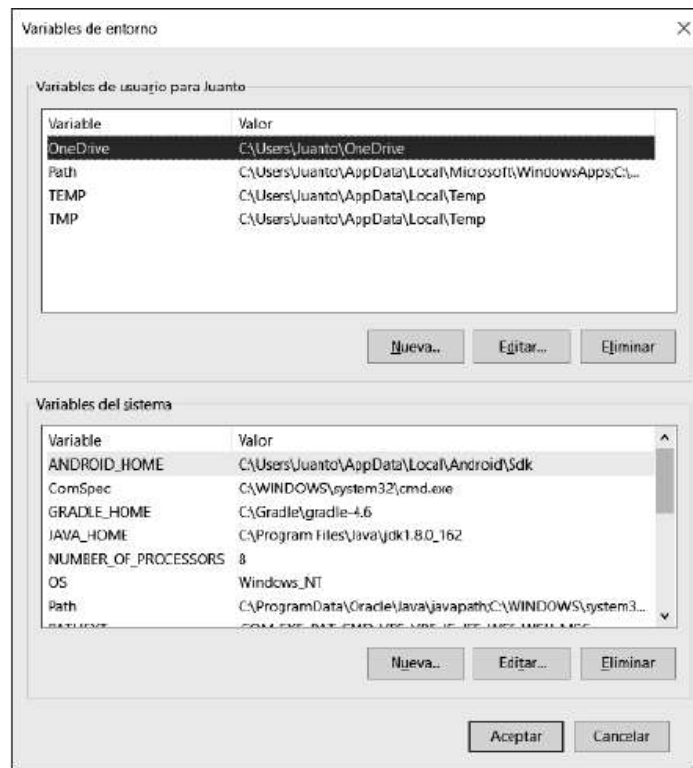 Variables de entorno
Variables de usuario para Juanto
Variable Valor
OneDrive C:\Users\Juanto\OneDrive
Path C:\Users\Juanto\AppData\Local\Microsoft\WindowsApps;C:\...
TEMP C:\Users\Juanto\AppData\Local\Temp
TMP C:\Users\Juanto\AppData\Local\Temp
Nueva... Editar... Eliminar
Variables del sistema
Variable Valor
ANDROID_HOME C:\Users\Juanto\AppData\Local\Android\Sdk
ComSpec C:\WINDOWS\system32\cmd.exe
GRADLE_HOME C:\Gradle\gradle-4.6
JAVA_HOME C:\Program Files\Java\jdk1.8.0_162
NUMBER_OF_PROCESSORS 8
OS Windows_NT
Path C:\ProgramData\Oracle\Java\javapath;C:\WINDOWS\system3...
Nueva... Editar... Eliminar
Aceptar Cancelar